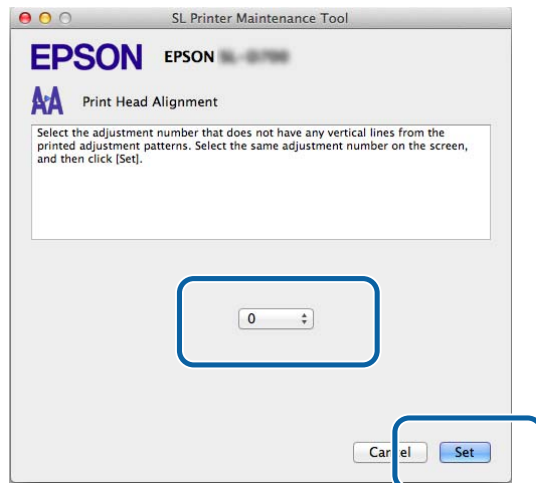 SL Printer Maintenance Tool
EPSON EPSON
Print Head Alignment
Select the adjustment number that does not have any vertical lines from the
printed adjustment patterns. Select the same adjustment number on the screen,
and then click [Set].
0
Cancel Set